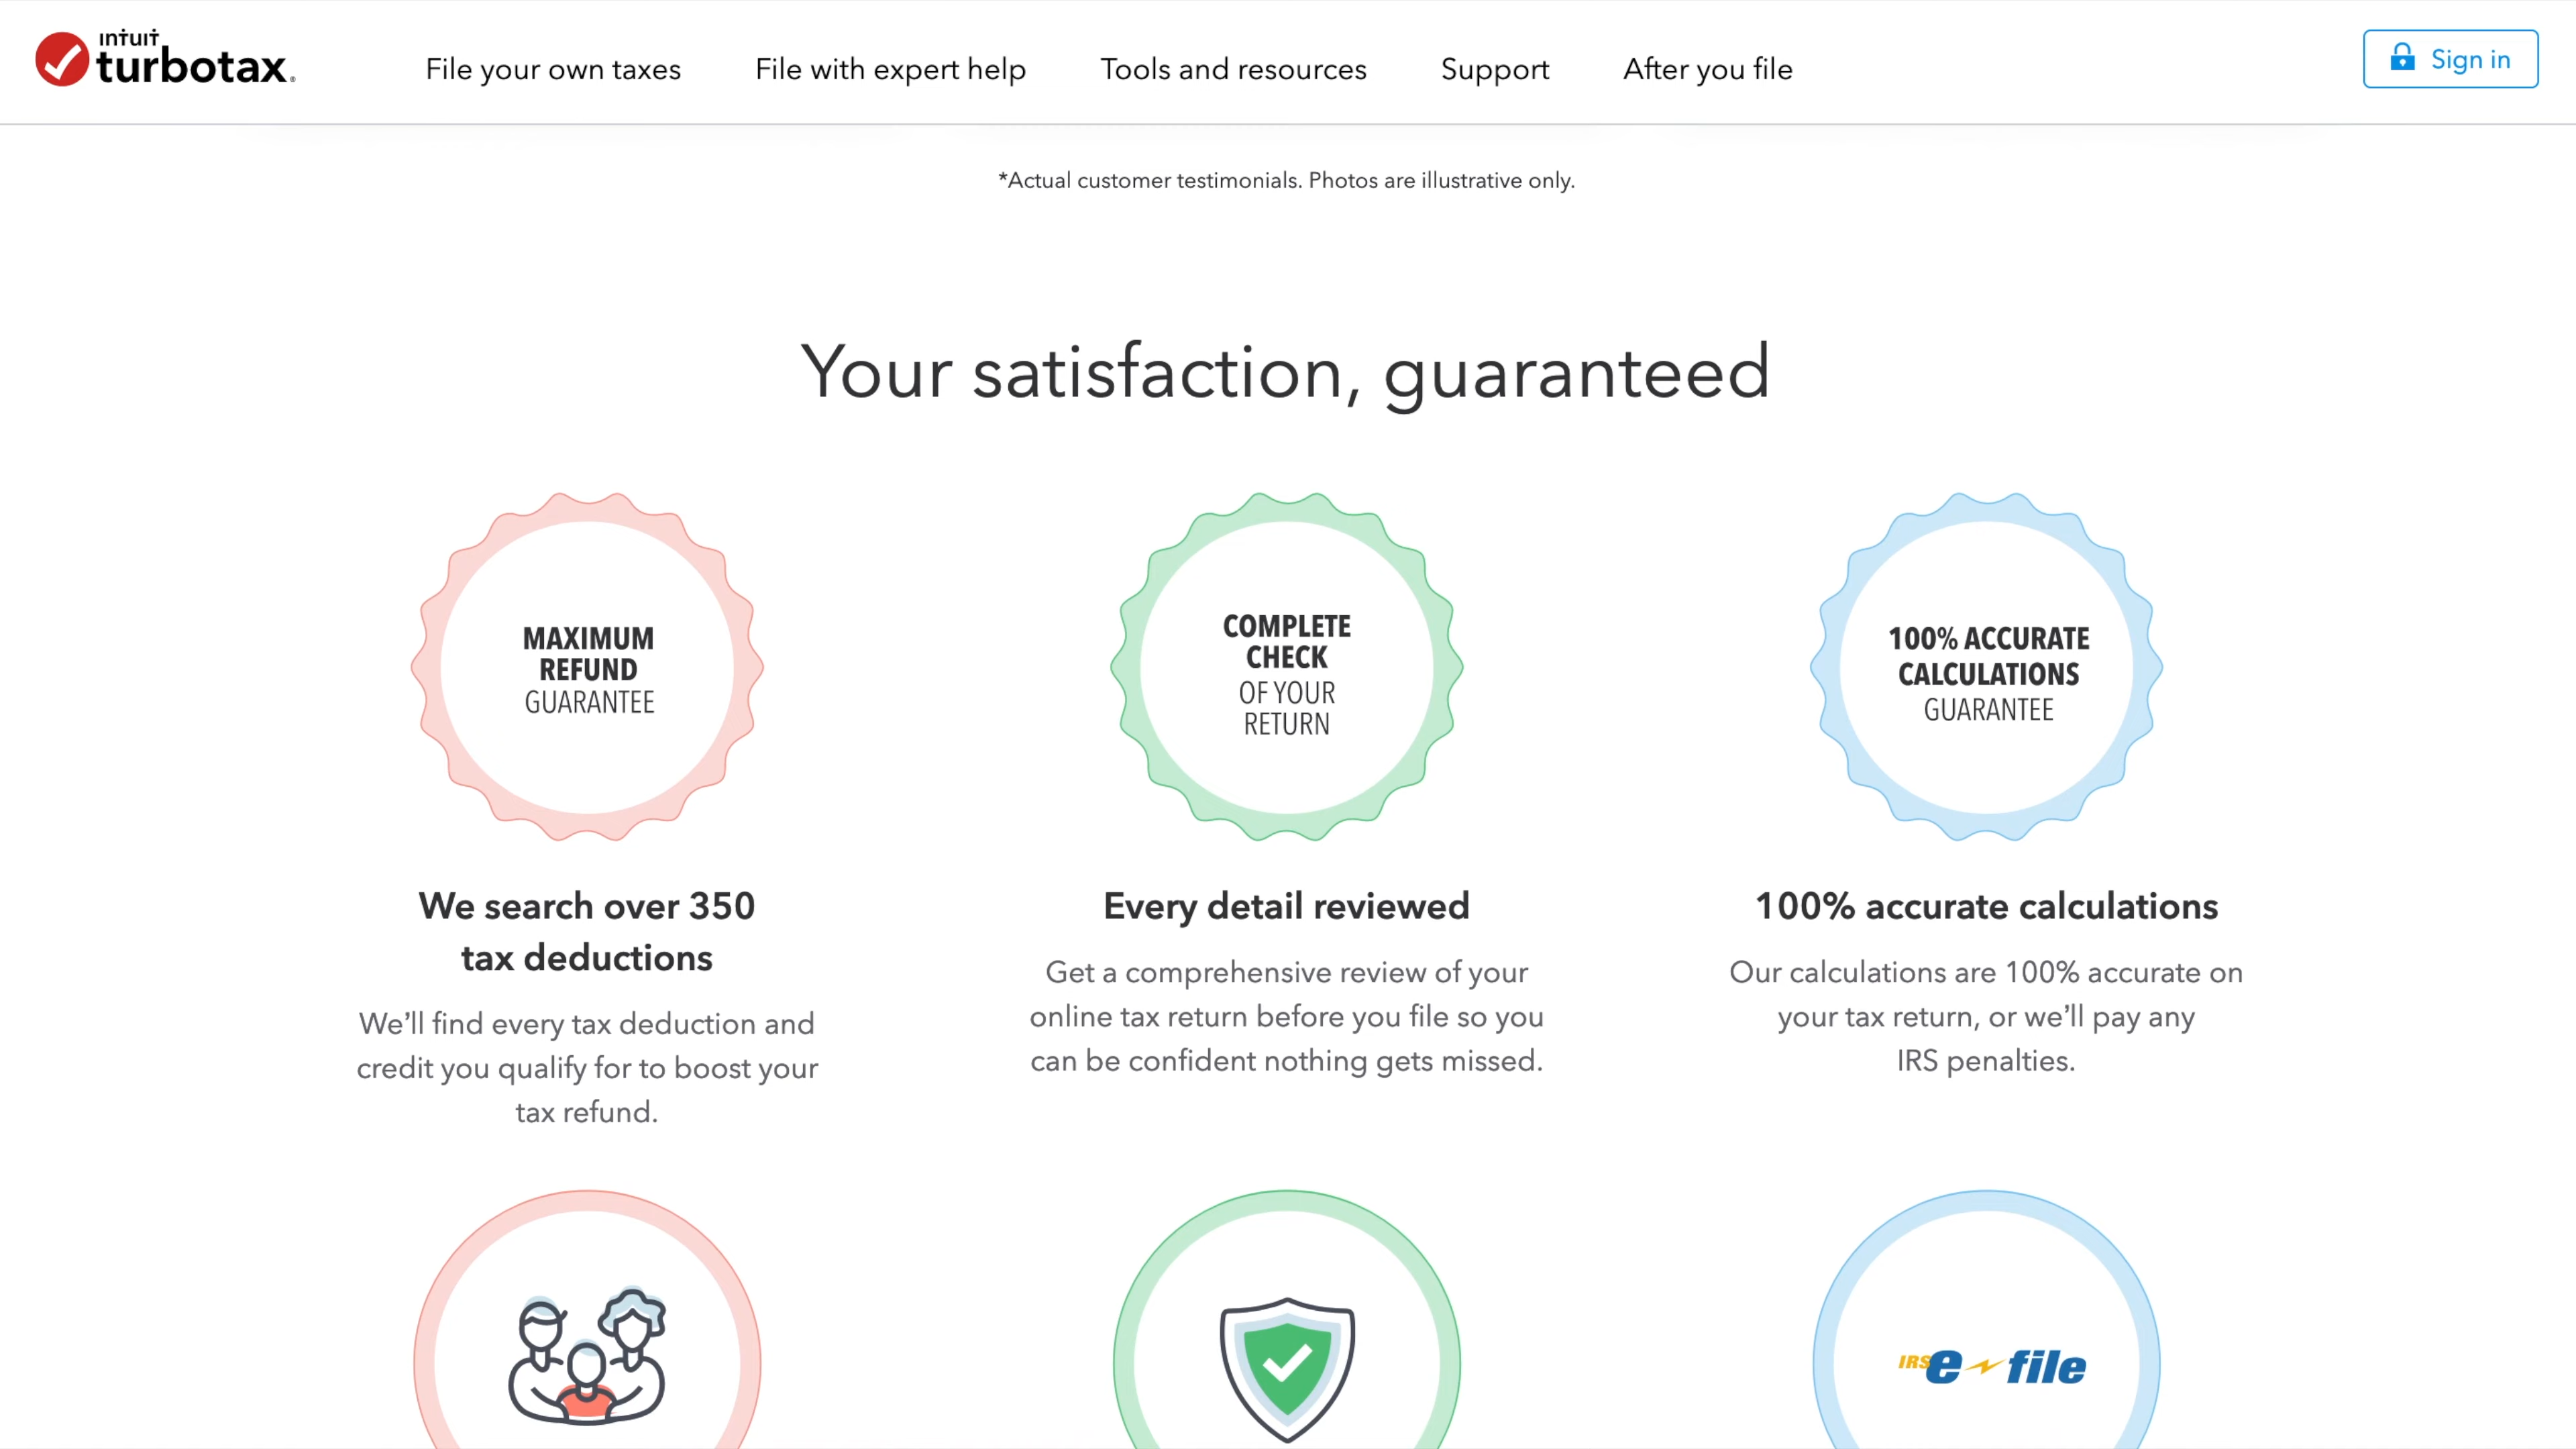 intuit
turbotax®
File your own taxes
File with expert help
Tools and resources
Support
After you file
Sign in
*Actual customer testimonials. Photos are illustrative only.
Your satisfaction, guaranteed
MAXIMUM
REFUND
GUARANTEE
We search over 350
tax deductions
We’ll find every tax deduction and
credit you qualify for to boost your
tax refund.
COMPLETE
CHECK
OF YOUR
RETURN
Every detail reviewed
Get a comprehensive review of your
online tax return before you file so you
can be confident nothing gets missed.
100% ACCURATE
CALCULATIONS
GUARANTEE
100% accurate calculations
Our calculations are 100% accurate on
your tax return, or we’ll pay any
IRS penalties.
IRS e file